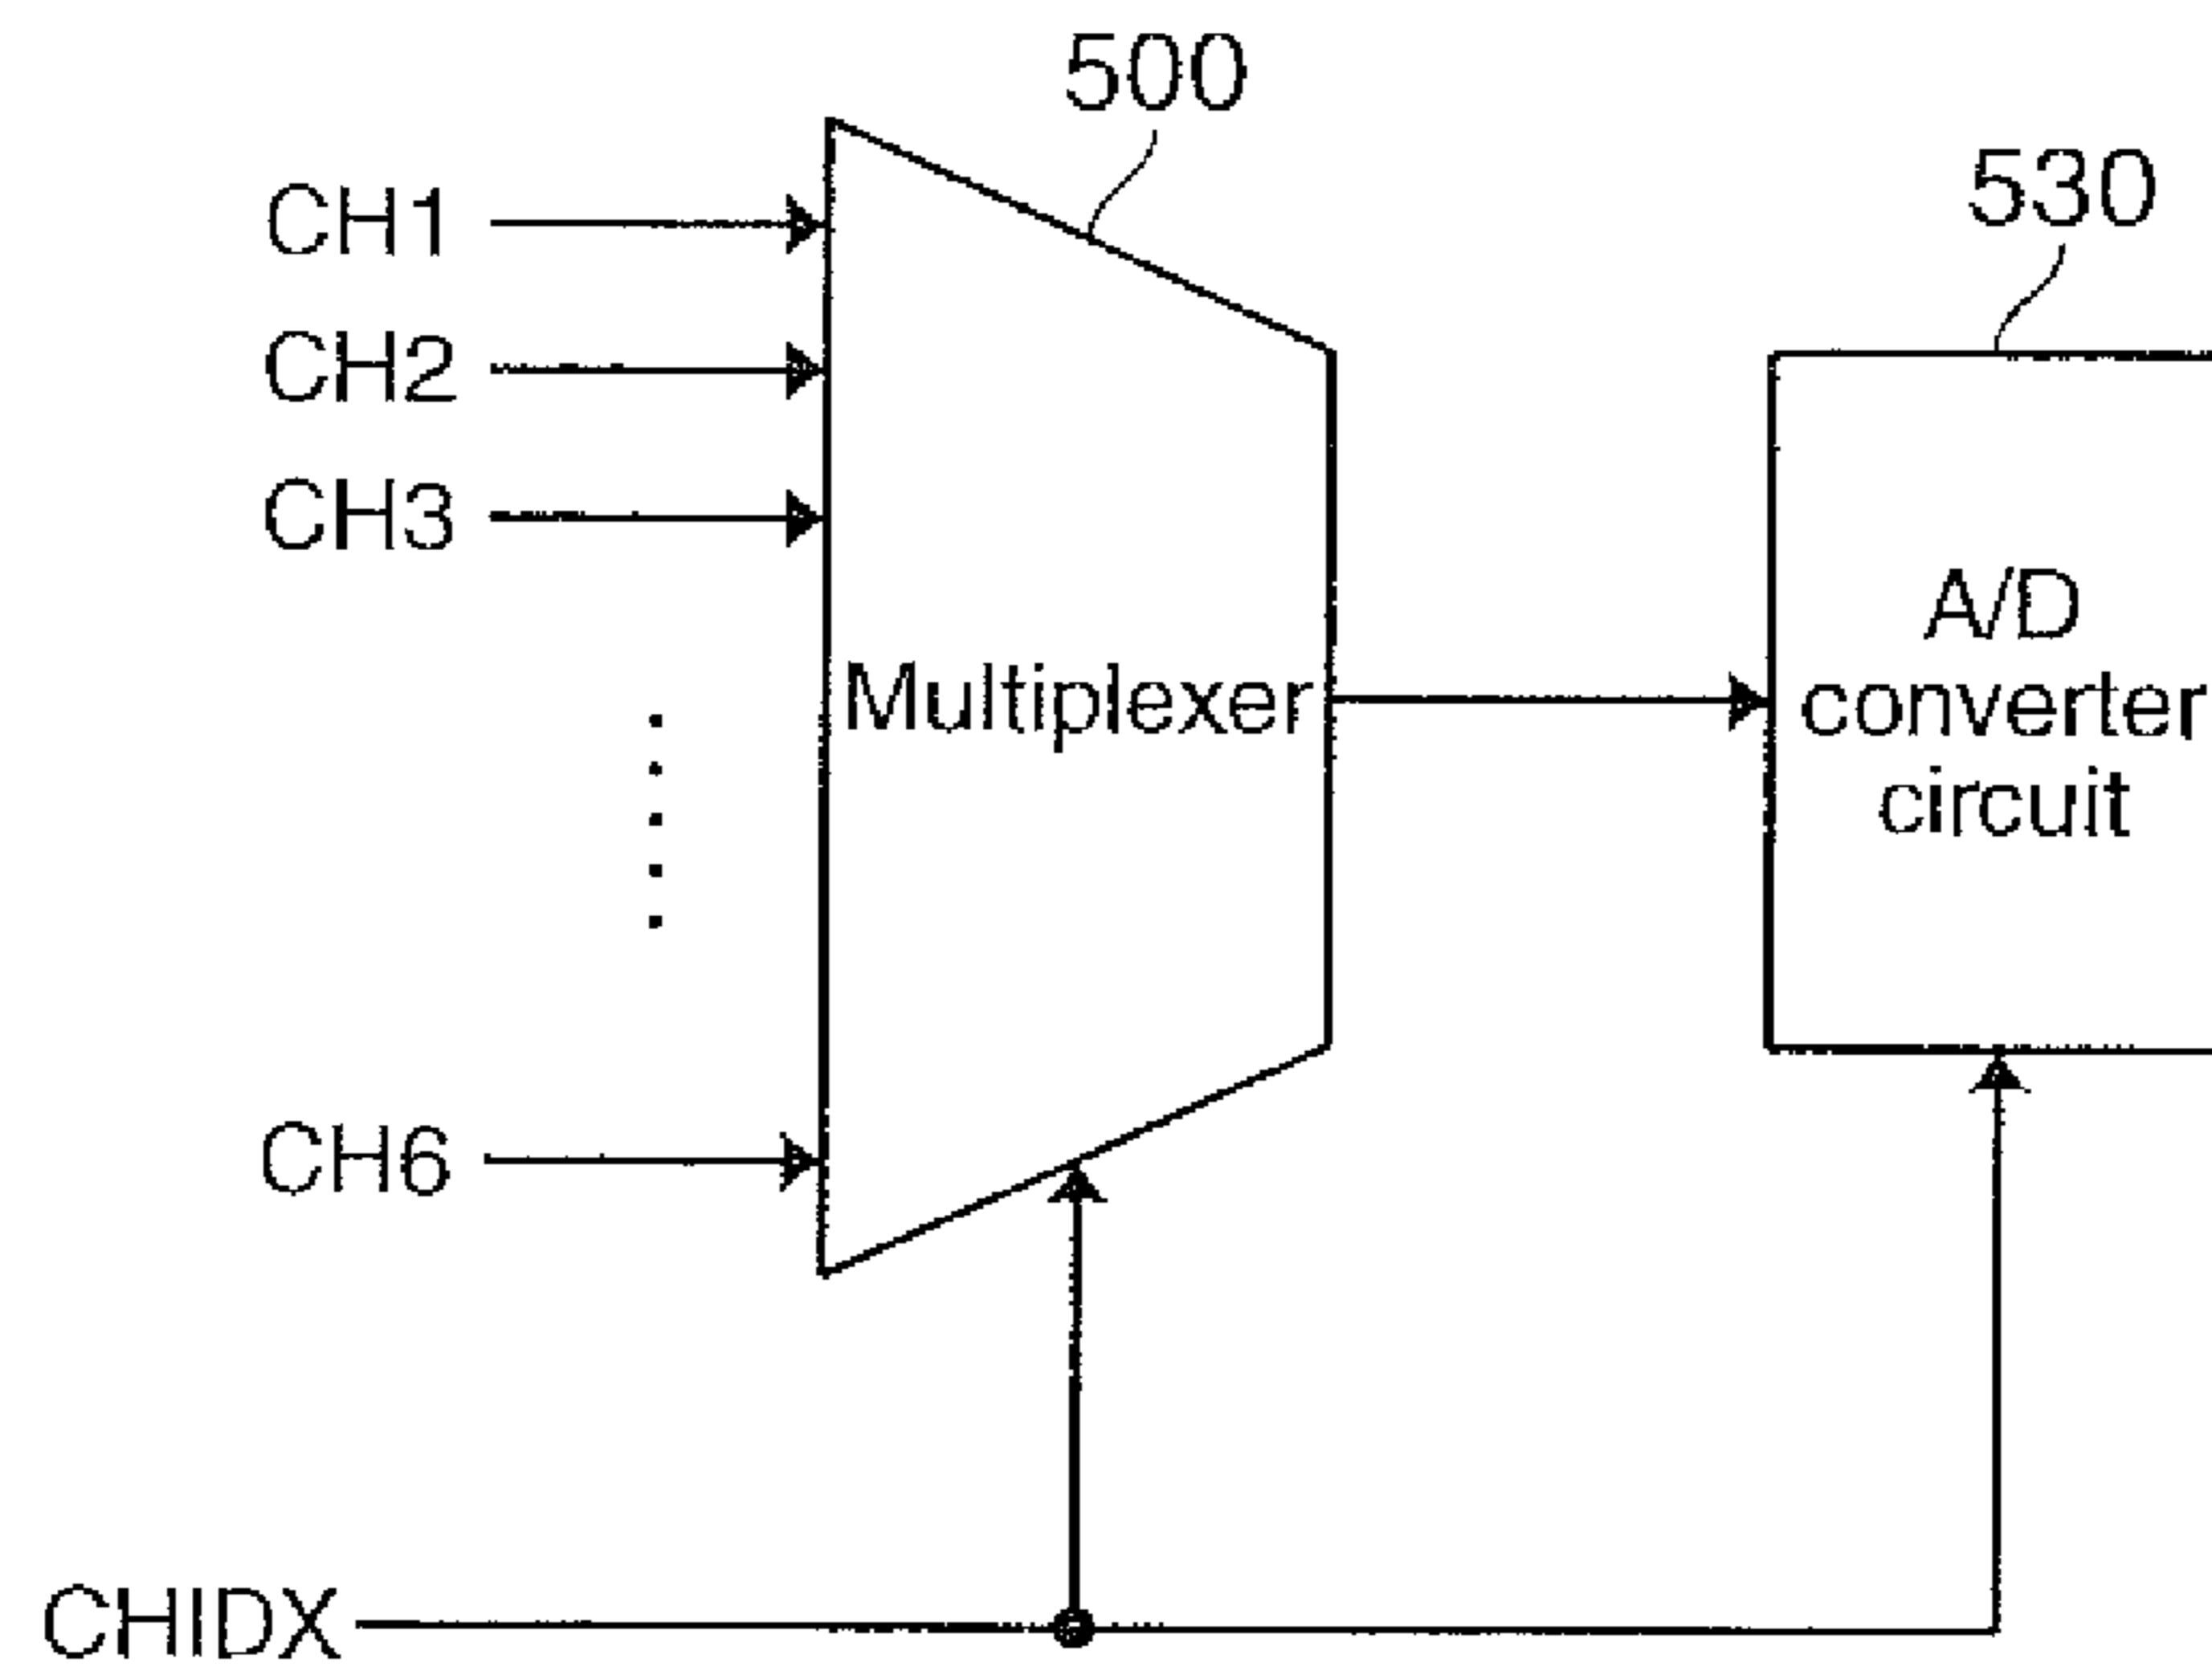 500
530
CH1
CH2
CH3
Multiplexer
A/D
converter
circuit
CH6
CHIDX